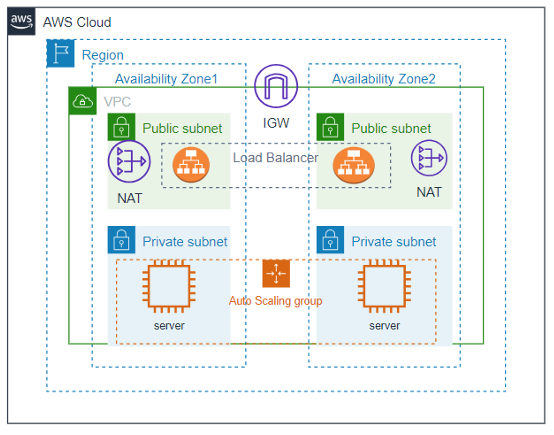 aws
AWS Cloud
Region
Availability Zone1
Availability Zone2
VPC
IGW
Public subnet
Public subnet
Load Balancer
NAT
NAT
Private subnet
Private subnet
Auto Scaling group
server
server